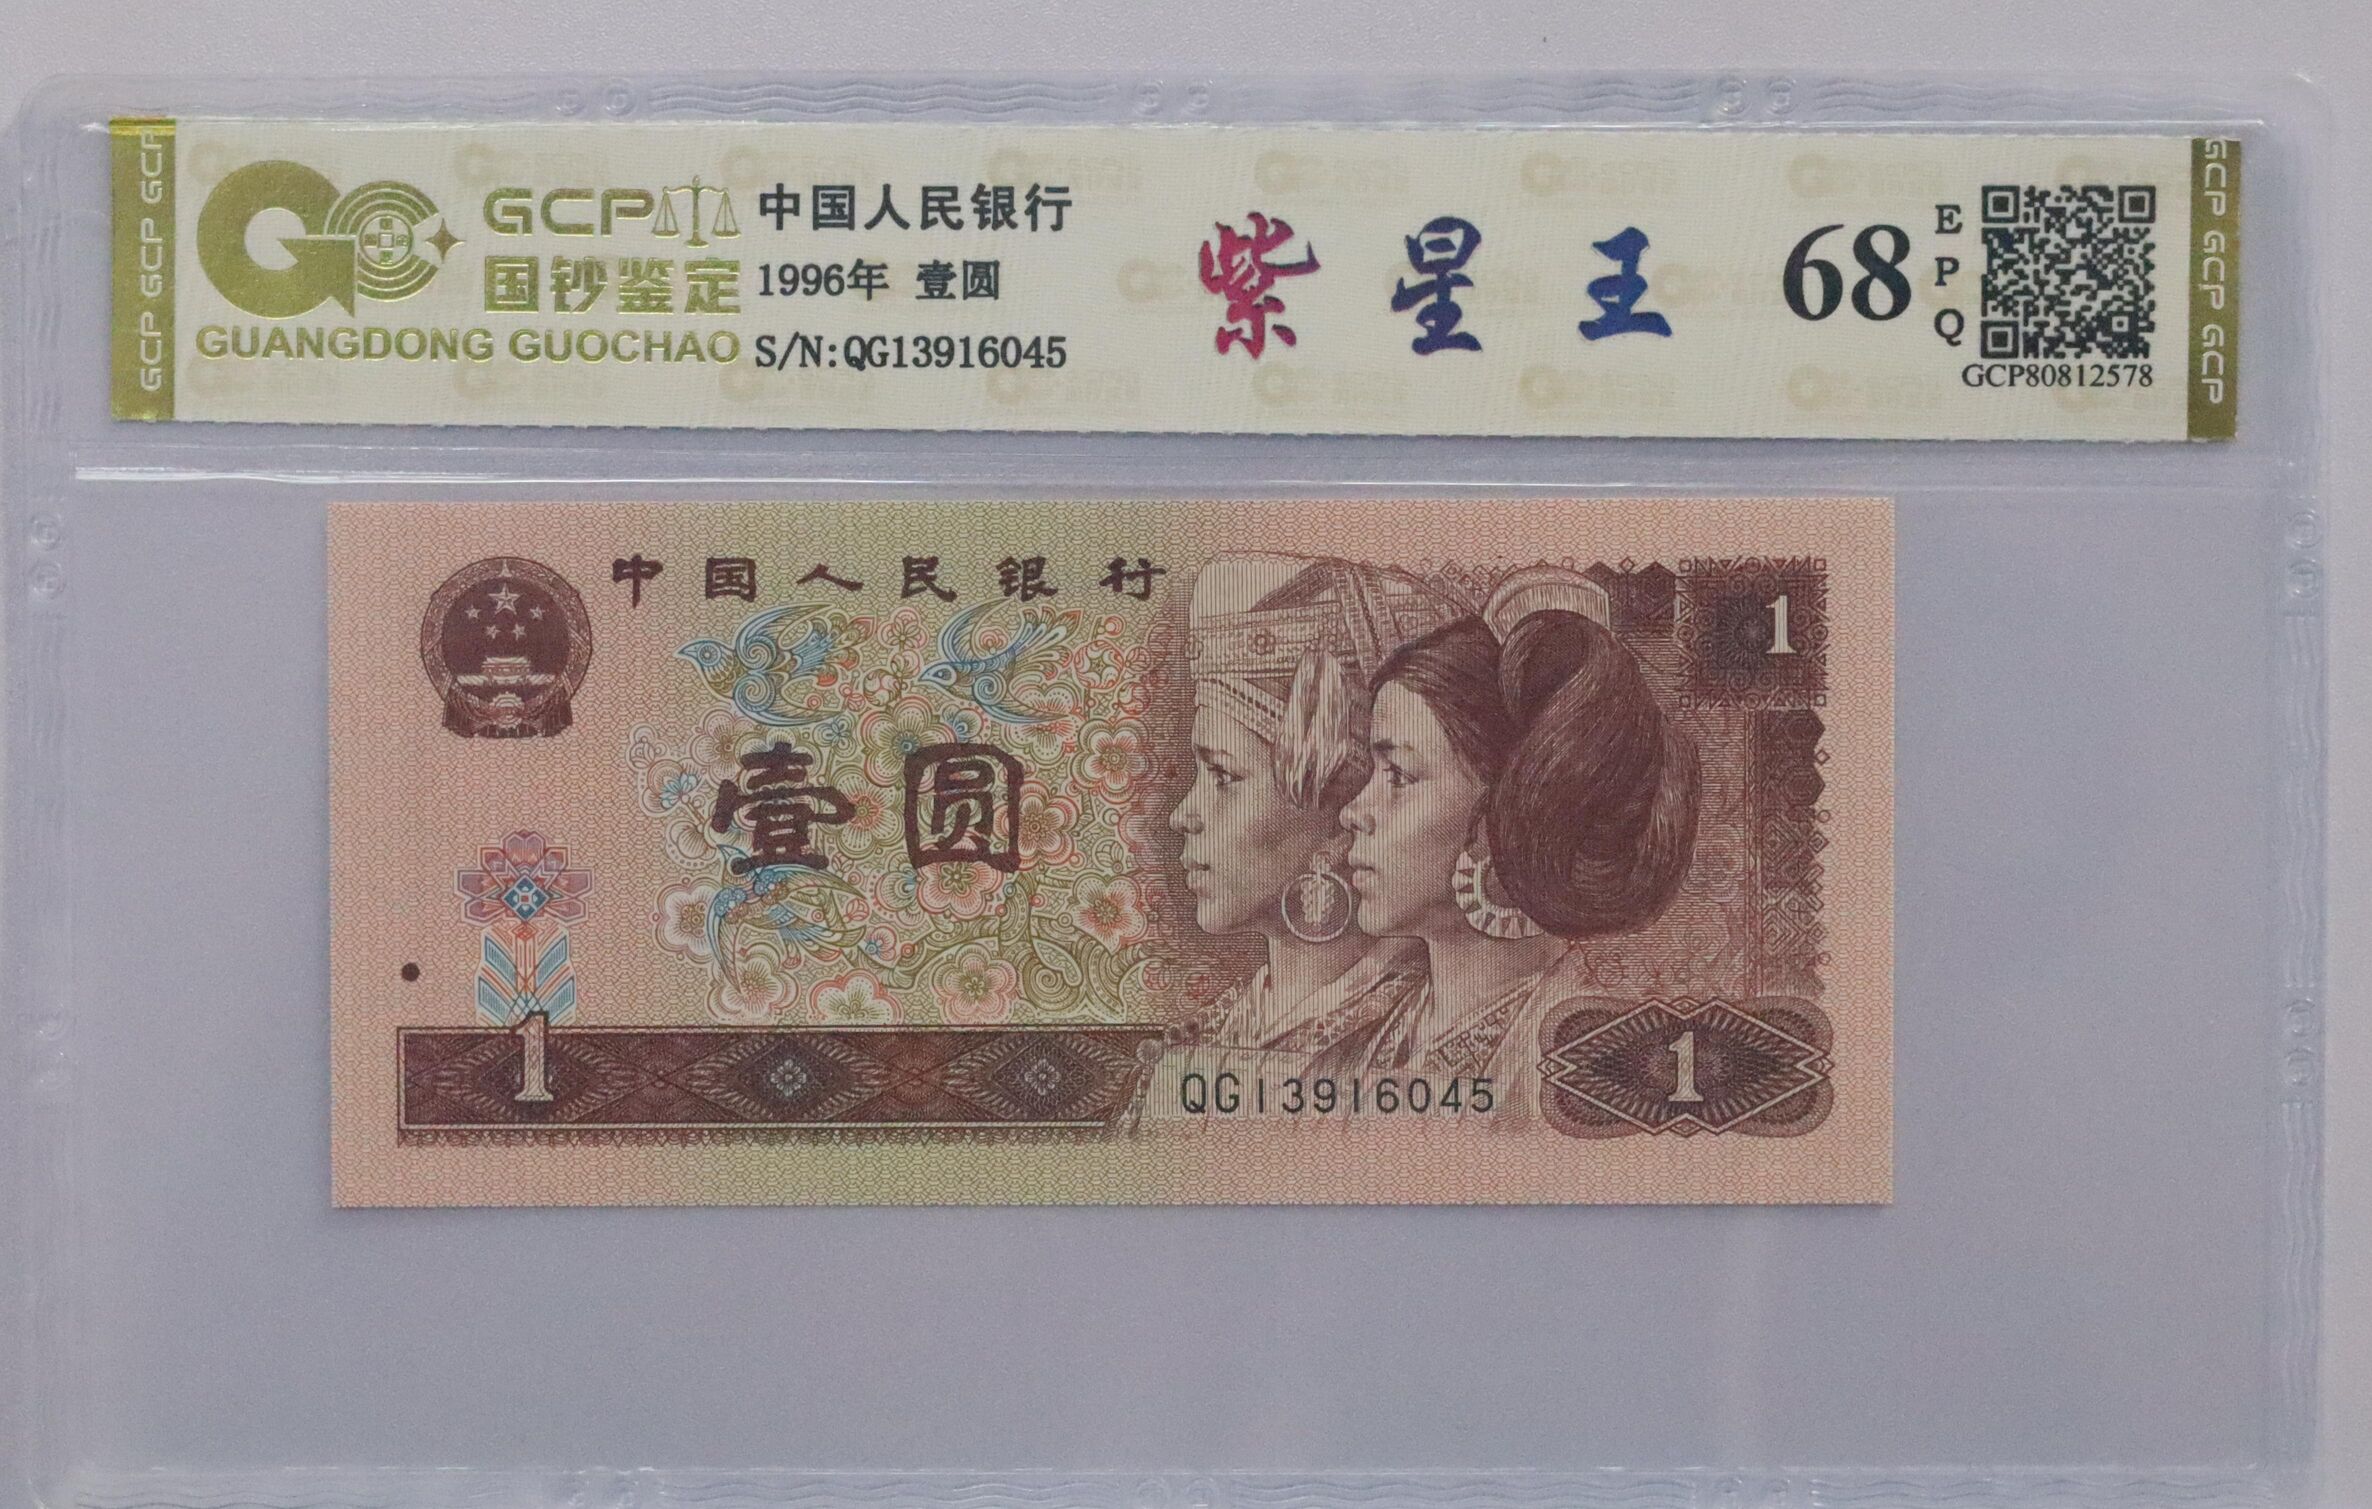 GCP GCP GCP
GCP
国钞鉴定
GUANGDONG GUOCHAO
中国人民银行
1996年 壹圆
S/N:QG13916045
紫星王
68
EPQ
GCP80812578
GCP GCP GCP GCP
中国人民银行
1
壹圆
1
QG13916045
1